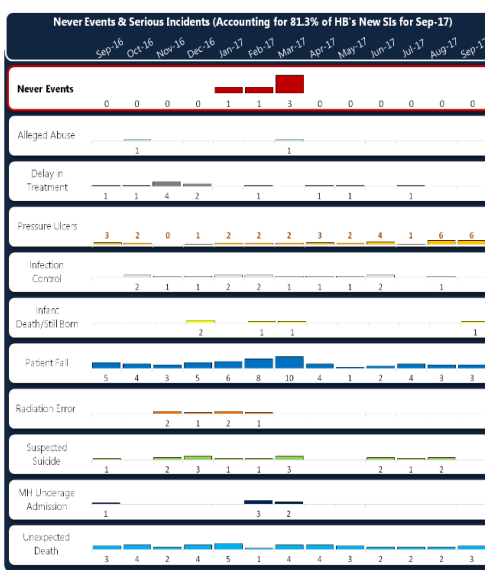 Never Events & Serious Incidents (Accounting for 81.3% of HB's New SIs for Sep-17)
Sep-16 Oct-16 Nov-16 Dec-16 Jan-17 Feb-17 Mar-17 Apr-17 May-17 Jun-17 Jul-17 Aug-17 Sep-17
Never Events
0 0 0 0 1 1 3 0 0 0 0 0 0
Alleged Abuse
1 1
Delay in
Treatment
1 1 4 2 1 1 1 1
Pressure Ulcers
3 2 0 1 2 2 2 3 2 4 1 6 6
Infection
Control
2 1 1 2 2 1 1 1 2 1
Infant
Death/Still Born
2 1 1 1
Patient Fall
5 4 3 5 6 8 10 4 1 2 4 3 3
Radiation Error
2 1 2 1
Suspected
Suicide
1 2 3 1 1 3 2 1 2
MH Underage
Admission
1 3 2
Unexpected
Death
3 4 2 4 5 1 4 4 3 2 2 2 3